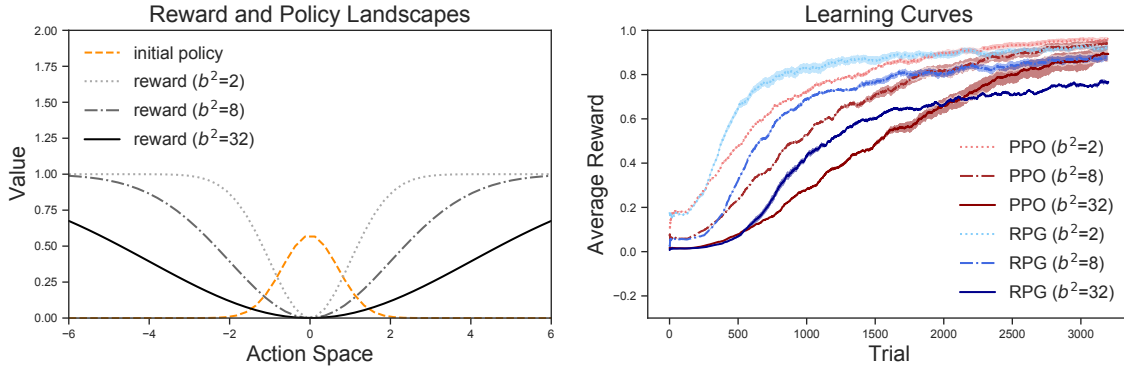 Reward and Policy Landscapes
Value
2.00
1.75
1.50
1.25
1.00
0.75
0.50
0.25
0.00
initial policy
reward (b²=2)
reward (b²=8)
reward (b²=32)
−6
−4
−2
0
2
4
6
Action Space
Learning Curves
Average Reward
1.0
0.8
0.6
0.4
0.2
0.0
−0.2
PPO (b²=2)
PPO (b²=8)
PPO (b²=32)
RPG (b²=2)
RPG (b²=8)
RPG (b²=32)
0
500
1000
1500
2000
2500
3000
Trial